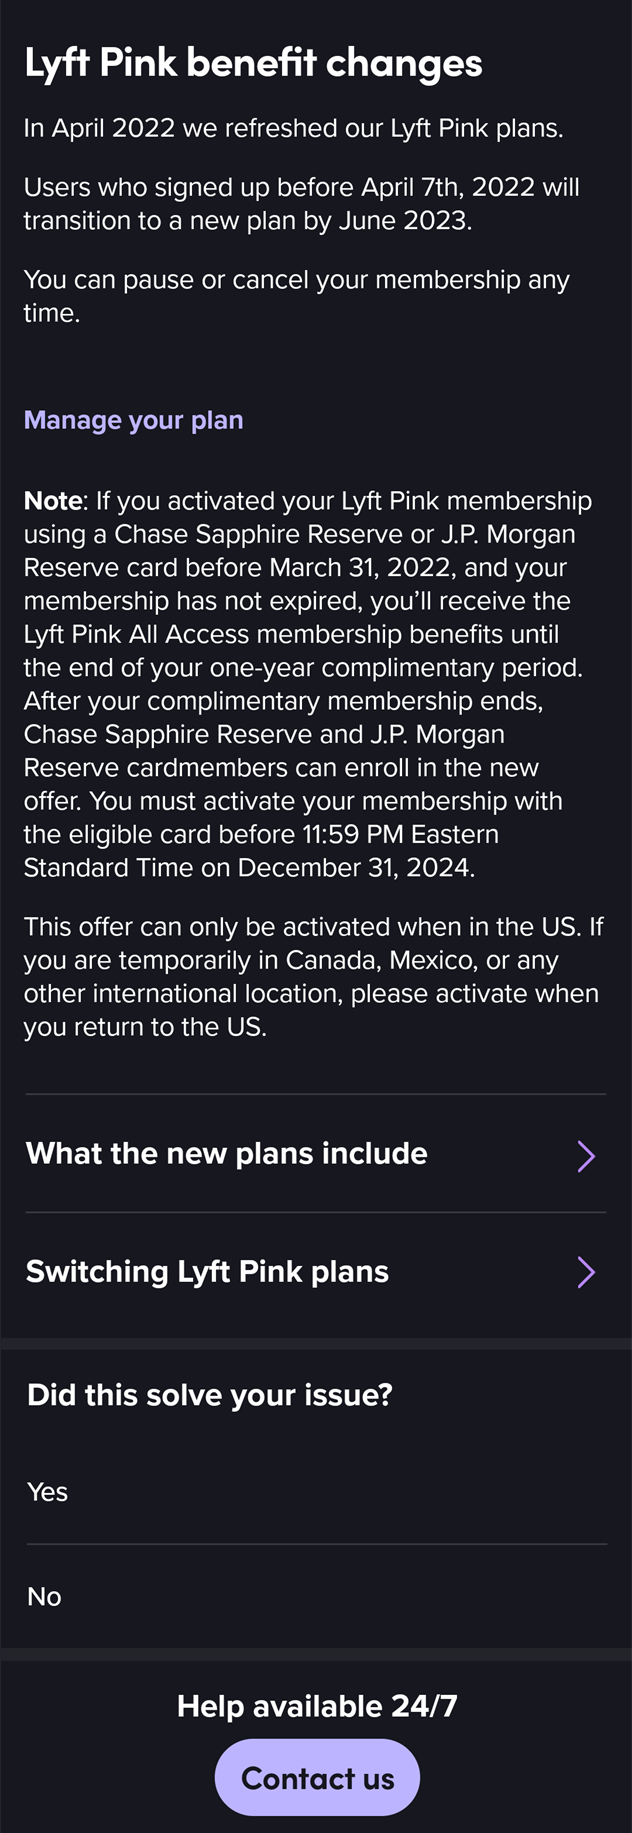 Lyft Pink benefit changes
In April 2022 we refreshed our Lyft Pink plans.
Users who signed up before April 7th, 2022 will
transition to a new plan by June 2023.
You can pause or cancel your membership any
time.
Manage your plan
Note: If you activated your Lyft Pink membership
using a Chase Sapphire Reserve or J.P. Morgan
Reserve card before March 31, 2022, and your
membership has not expired, you’ll receive the
Lyft Pink All Access membership benefits until
the end of your one-year complimentary period.
After your complimentary membership ends,
Chase Sapphire Reserve and J.P. Morgan
Reserve cardmembers can enroll in the new
offer. You must activate your membership with
the eligible card before 11:59 PM Eastern
Standard Time on December 31, 2024.
This offer can only be activated when in the US. If
you are temporarily in Canada, Mexico, or any
other international location, please activate when
you return to the US.
What the new plans include
Switching Lyft Pink plans
Did this solve your issue?
Yes
No
Help available 24/7
Contact us